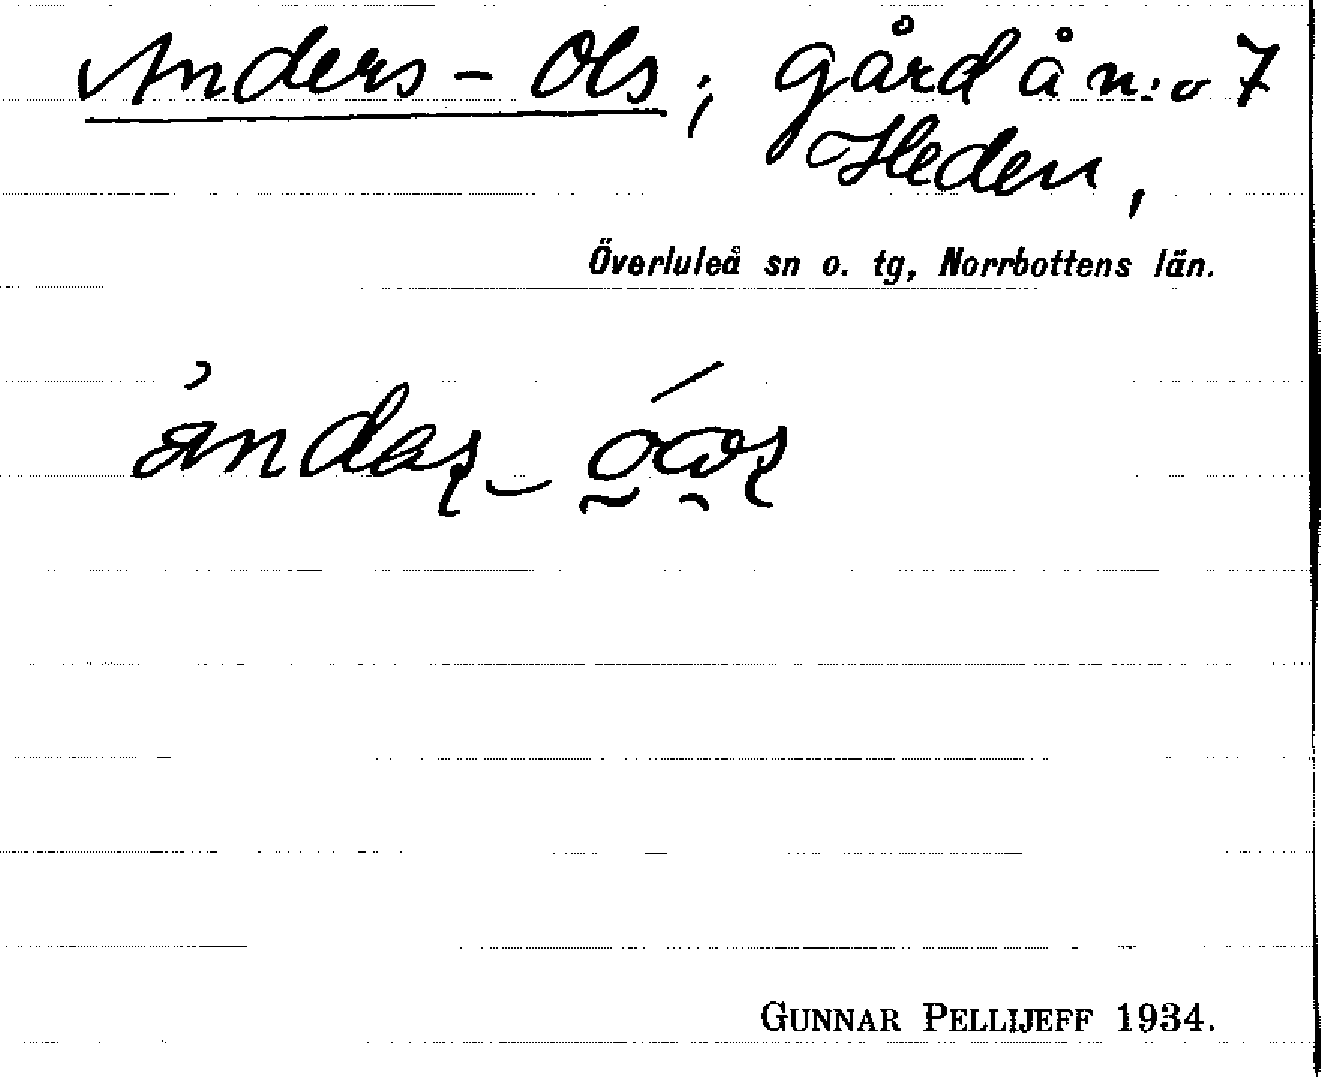 Anders-Ols; gård å n:o 7
Heden,
Överluleå sn o. tg, Norrbottens län.
GUNNAR PELLIJEFF 1934.